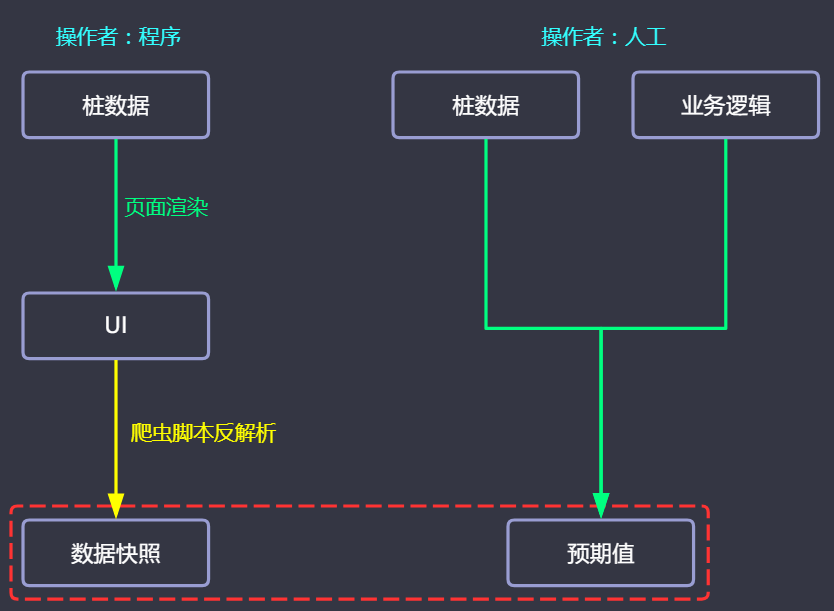 操作者：程序
操作者：人工
桩数据
桩数据
业务逻辑
页面渲染
UI
爬虫脚本反解析
数据快照
预期值